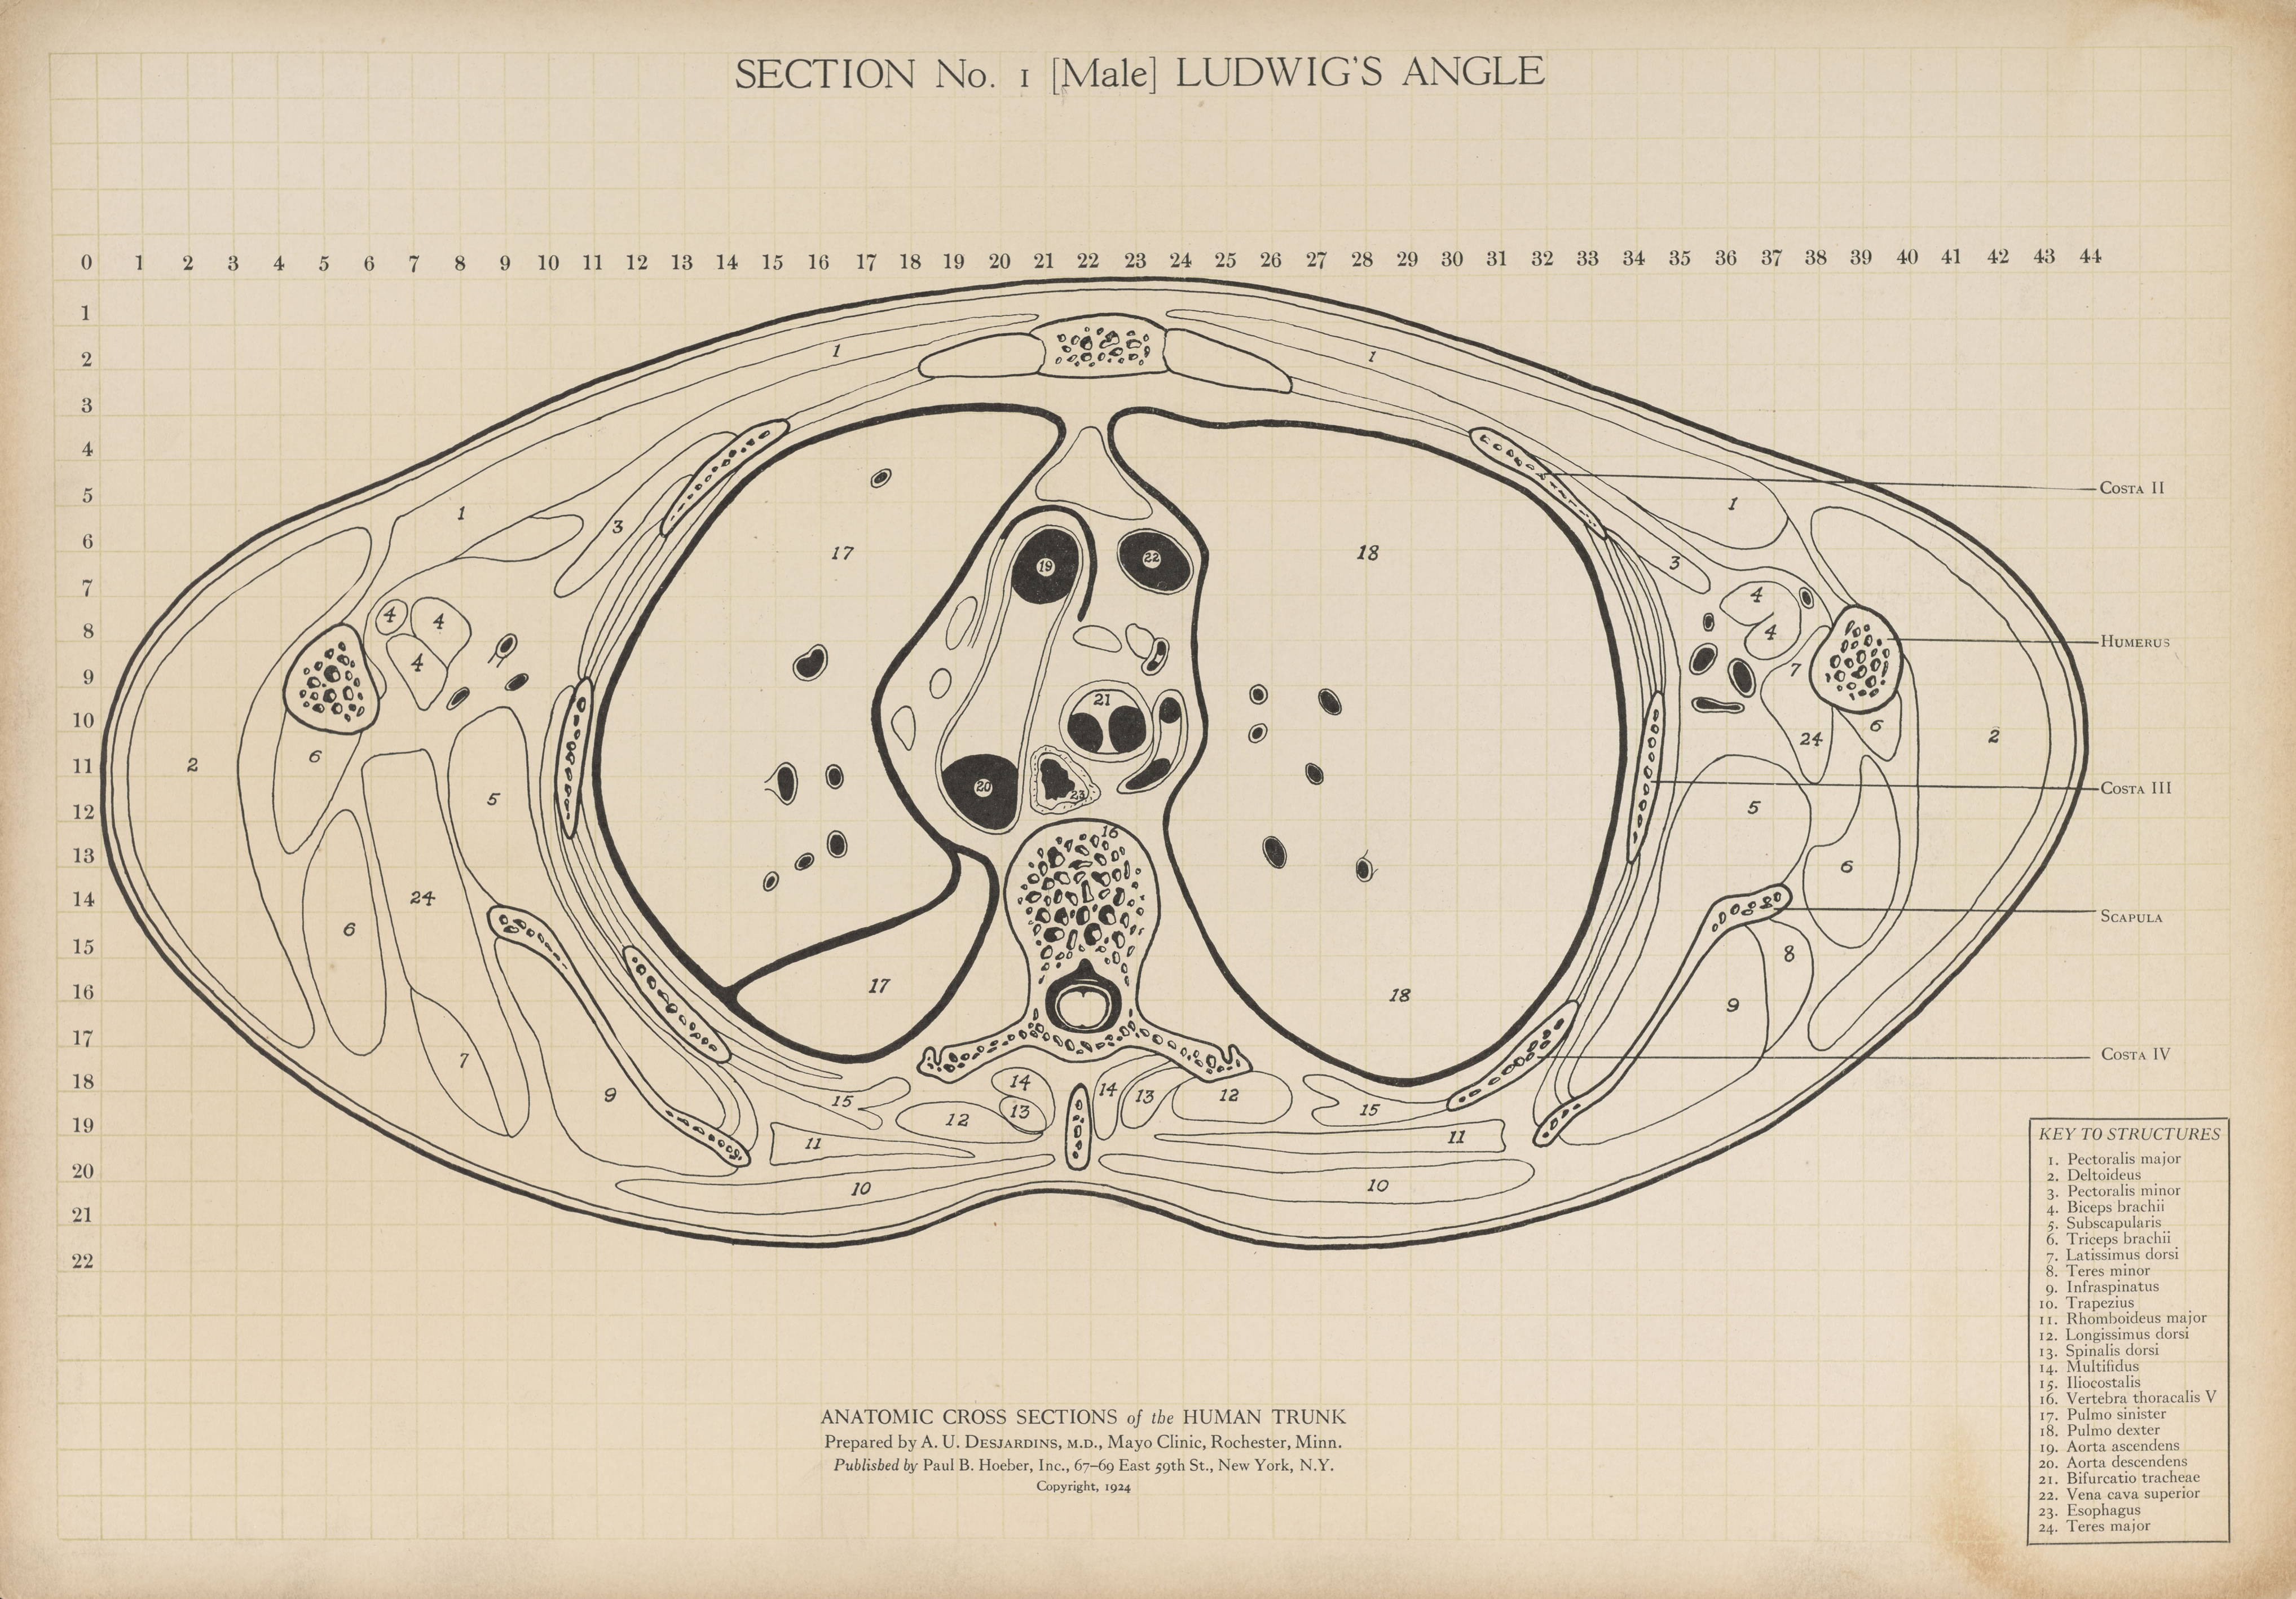 SECTION No. 1 [Male] LUDWIG'S ANGLE
0 1 2 3 4 5 6 7 8 9 10 11 12 13 14 15 16 17 18 19 20 21 22 23 24 25 26 27 28 29 30 31 32 33 34 35 36 37 38 39 40 41 42 43 44
1
2
3
4
5
6
7
8
9
10
11
12
13
14
15
16
17
18
19
20
21
22
1 1
1 3 17 19 22 18 1 3
4 4 4 4 4 7
2 6 5 20 21 23 24 6 2
5 6
6 24 16 8
17 18 9
7 9 15 12 14 13 14 13 12 15
11 11
10 10
COSTA II
HUMERUS
COSTA III
SCAPULA
COSTA IV
KEY TO STRUCTURES
1. Pectoralis major
2. Deltoideus
3. Pectoralis minor
4. Biceps brachii
5. Subscapularis
6. Triceps brachii
7. Latissimus dorsi
8. Teres minor
9. Infraspinatus
10. Trapezius
11. Rhomboideus major
12. Longissimus dorsi
13. Spinalis dorsi
14. Multifidus
15. Iliocostalis
16. Vertebra thoracalis V
17. Pulmo sinister
18. Pulmo dexter
19. Aorta ascendens
20. Aorta descendens
21. Bifurcatio tracheae
22. Vena cava superior
23. Esophagus
24. Teres major
ANATOMIC CROSS SECTIONS of the HUMAN TRUNK
Prepared by A. U. DESJARDINS, M.D., Mayo Clinic, Rochester, Minn.
Published by Paul B. Hoeber, Inc., 67–69 East 59th St., New York, N.Y.
Copyright, 1924